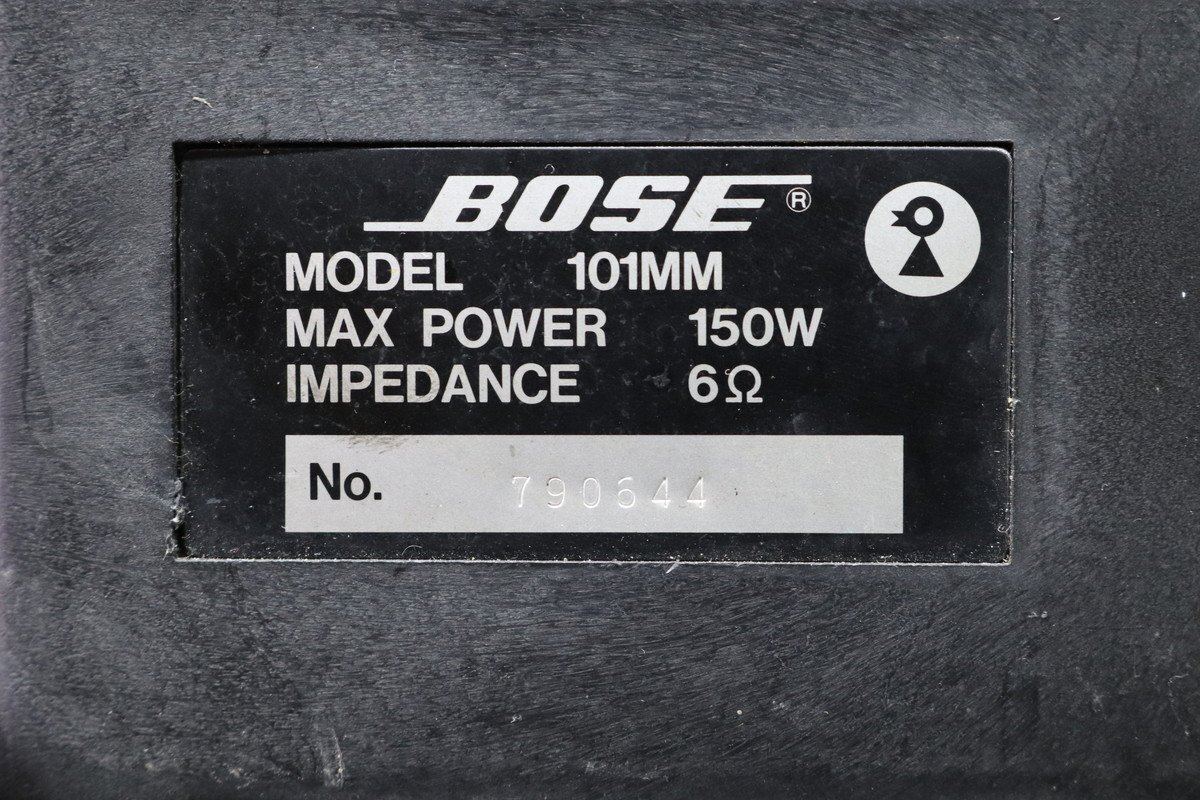 BOSE®
MODEL 101MM
MAX POWER 150W
IMPEDANCE 6Ω
No. 790644